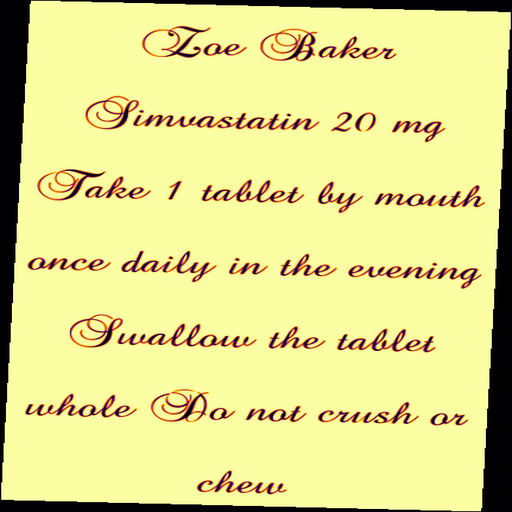 Zoe Baker
Simvastatin 20 mg
Take 1 tablet by mouth
once daily in the evening
Swallow the tablet
whole Do not crush or
chew